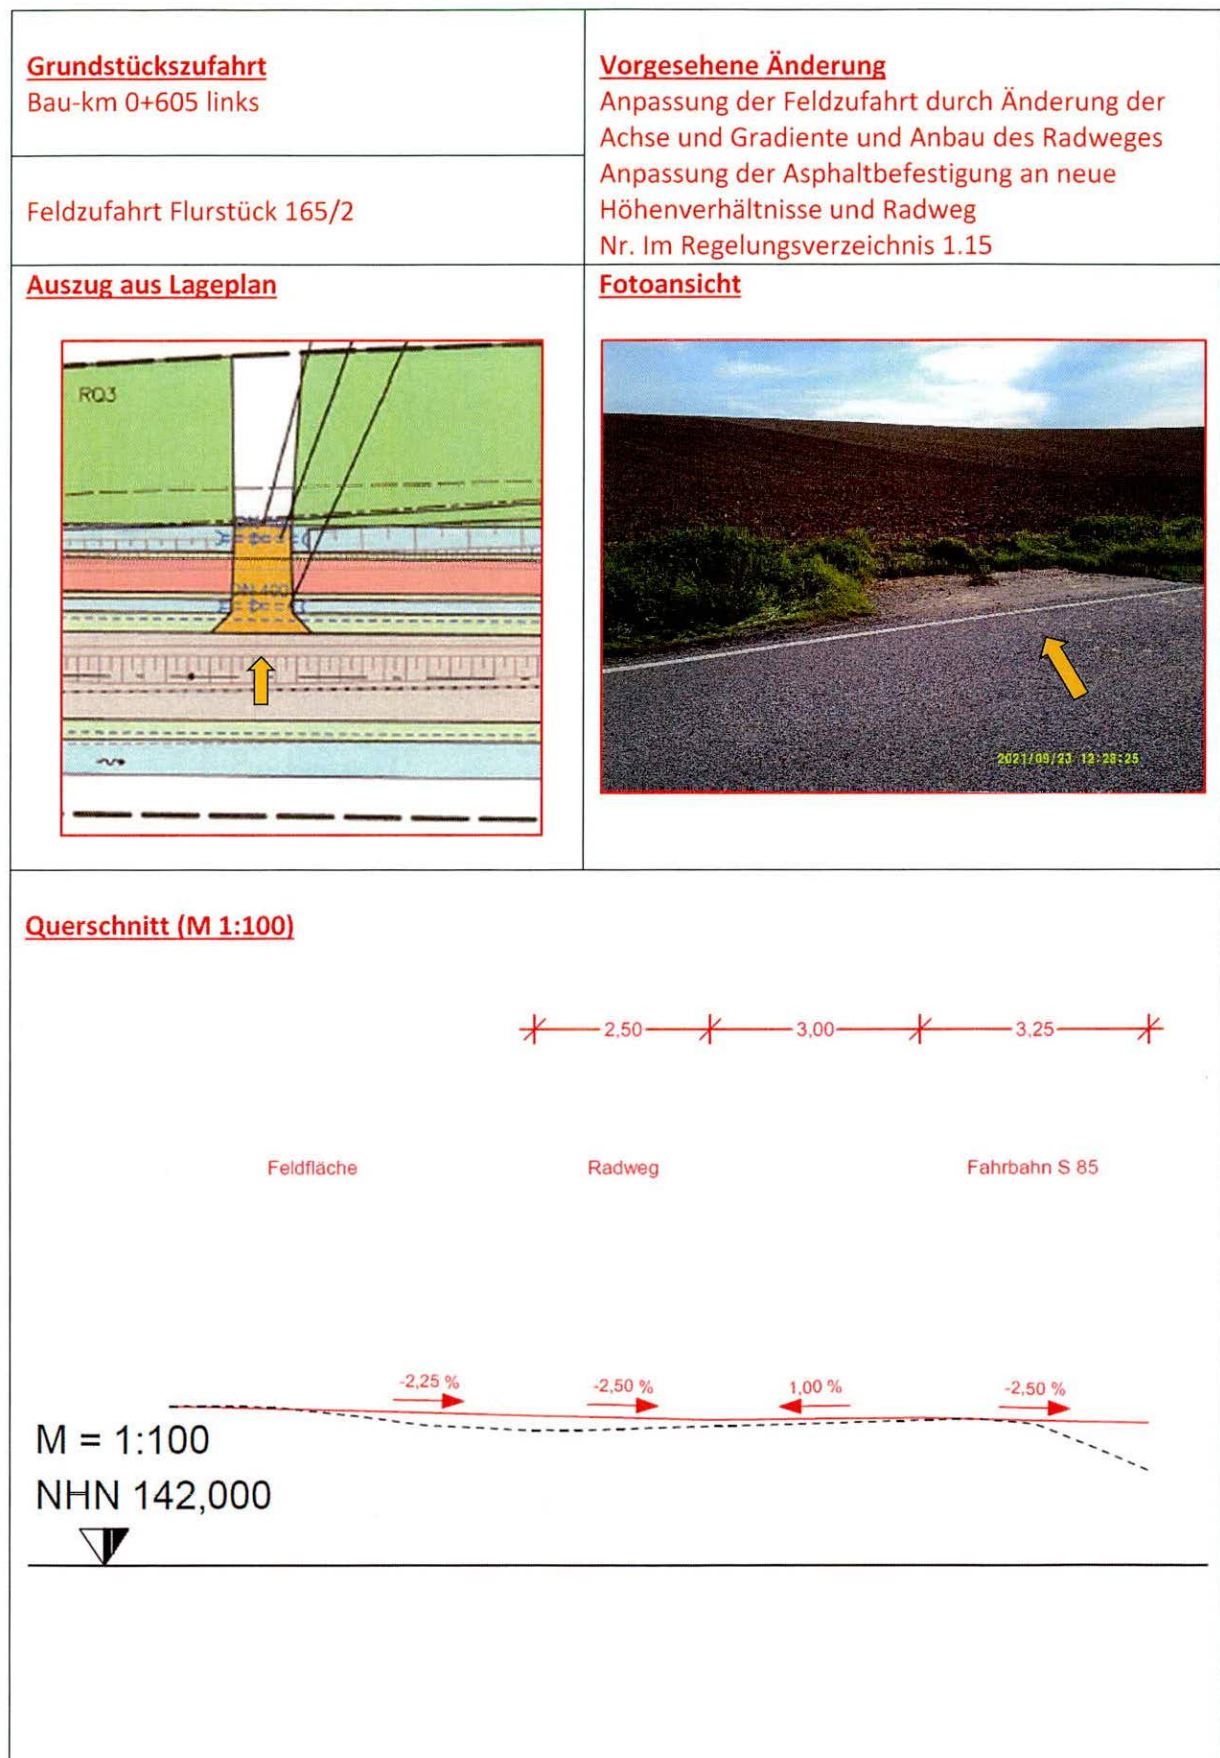 Grundstückszufahrt
Bau-km 0+605 links
Feldzufahrt Flurstück 165/2
Vorgesehene Änderung
Anpassung der Feldzufahrt durch Änderung der
Achse und Gradiente und Anbau des Radweges
Anpassung der Asphaltbefestigung an neue
Höhenverhältnisse und Radweg
Nr. Im Regelungsverzeichnis 1.15
Auszug aus Lageplan
RQ3
DN 400
Fotoansicht
2021/09/23 12:28:25
Querschnitt (M 1:100)
2,50 3,00 3,25
Feldfläche Radweg Fahrbahn S 85
-2,25 % -2,50 % 1,00 % -2,50 %
M = 1:100
NHN 142,000